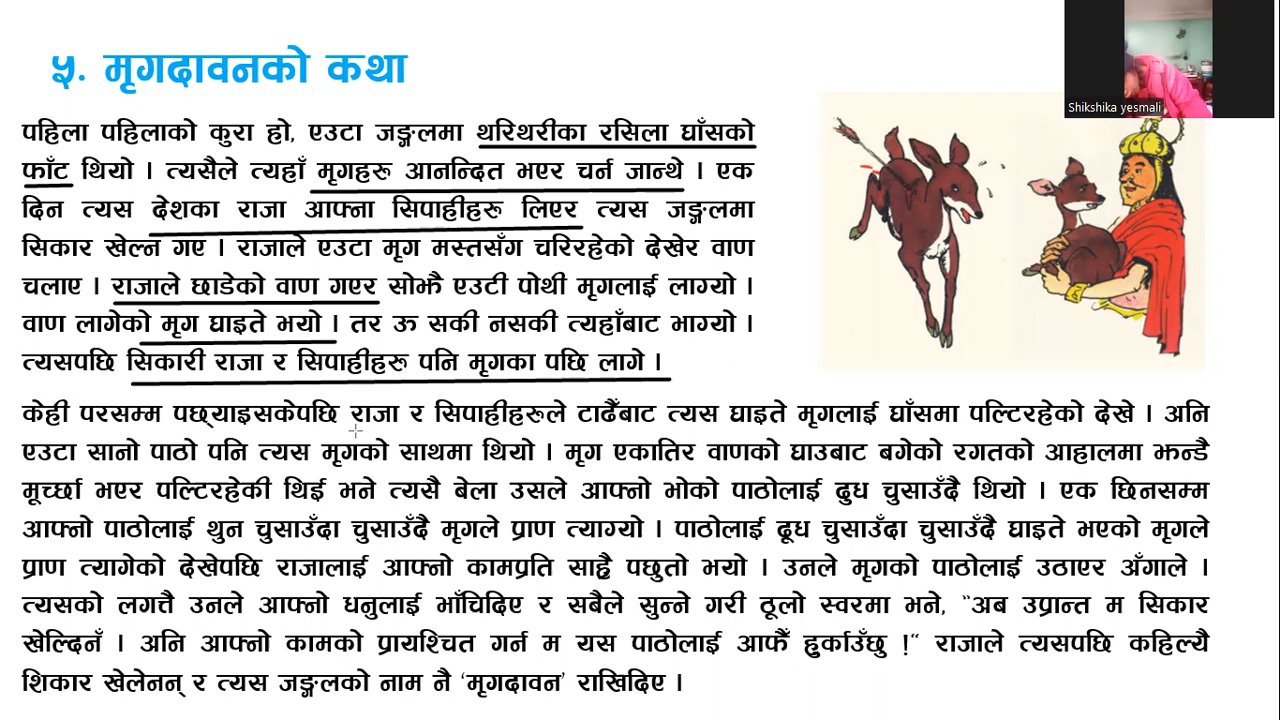 ५. मृगदावनको कथा
Shikshika yesmali
पहिला पहिलाको कुरा हो, एउटा जङ्गलमा थरिथरीका रसिला घाँसको
फाँट थियो । त्यसैले त्यहाँ मृगहरू आनन्दित भएर चर्न जान्थे । एक
दिन त्यस देशका राजा आफ्ना सिपाहीहरू लिएर त्यस जङ्गलमा
सिकार खेल्न गए । राजाले एउटा मृग मस्तसँग चरिरहेको देखेर वाण
चलाए । राजाले छाडेको वाण गएर सोझै एउटी पोथी मृगलाई लाग्यो ।
वाण लागेको मृग घाइते भयो । तर ऊ सकी नसकी त्यहाँबाट भाग्यो ।
त्यसपछि सिकारी राजा र सिपाहीहरू पनि मृगका पछि लागे ।
केही परसम्म पछ्याइसकेपछि राजा र सिपाहीहरूले टाढैँबाट त्यस घाइते मृगलाई घाँसमा पल्टिरहेको देखे । अनि
एउटा सानो पाठो पनि त्यस मृगको साथमा थियो । मृग एकातिर वाणको घाउबाट बगेको रगतको आहालमा झन्डै
मूर्च्छा भएर पल्टिरहेकी थिई भने त्यसै बेला उसले आफ्नो भोको पाठोलाई दुध चुसाउँदै थियो । एक छिनसम्म
आफ्नो पाठोलाई थुन चुसाउँदा चुसाउँदै मृगले प्राण त्याग्यो । पाठोलाई दूध चुसाउँदा चुसाउँदै घाइते भएको मृगले
प्राण त्यागेको देखेपछि राजालाई आफ्नो कामप्रति साह्रै पछुतो भयो । उनले मृगको पाठोलाई उठाएर अँगाले ।
त्यसको लगत्तै उनले आफ्नो धनुलाई भाँचिदिए र सबैले सुन्ने गरी ठूलो स्वरमा भने, “अब उप्रान्त म सिकार
खेल्दिनँ । अनि आफ्नो कामको प्रायश्चित गर्न म यस पाठोलाई आफैँ हुर्काउँछु !“ राजाले त्यसपछि कहिल्यै
शिकार खेलेनन् र त्यस जङ्गलको नाम नै ‘मृगदावन’ राखिदिए ।